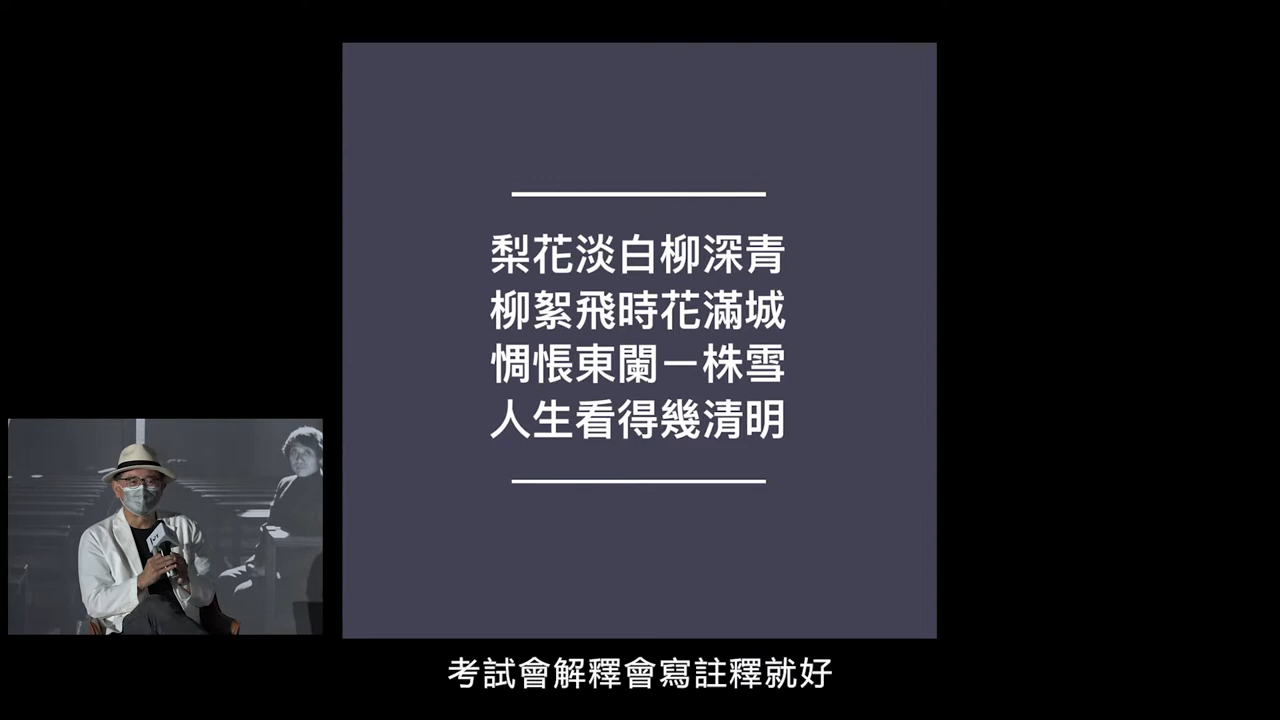 梨花淡白柳深青
柳絮飛時花滿城
惆悵東闌一株雪
人生看得幾清明
考試會解釋會寫註釋就好